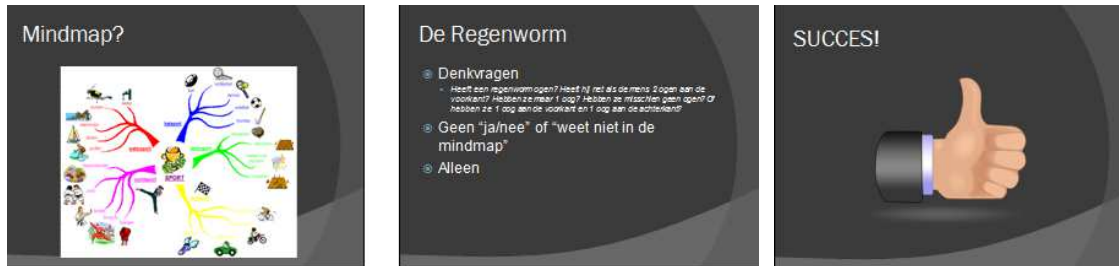 Mindmap?
SPORT
De Regenworm
Denkvragen
Heeft een regenworm ogen? Heeft hij net als de mens 2 ogen aan de
voorkant? Hebben ze maar 1 oog? Hebben ze misschien geen ogen? Of
hebben ze 1 oog aan de voorkant en 1 oog aan de achterkant?
Geen "ja/nee" of "weet niet in de
mindmap"
Alleen
SUCCES!